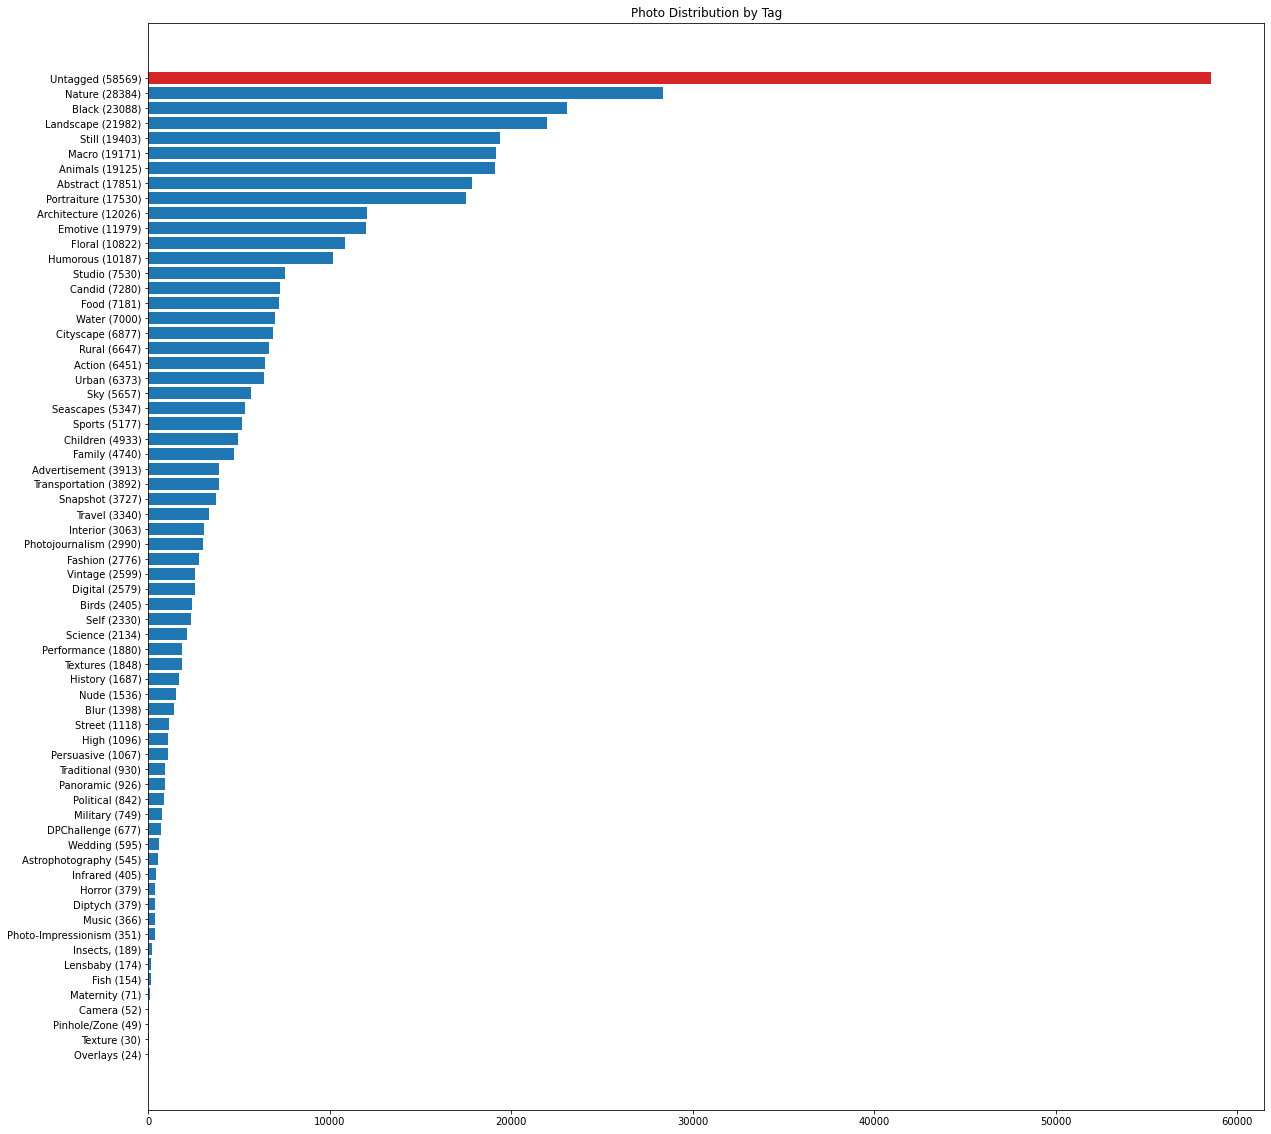 Photo Distribution by Tag
Untagged (58569)
Nature (28384)
Black (23088)
Landscape (21982)
Still (19403)
Macro (19171)
Animals (19125)
Abstract (17851)
Portraiture (17530)
Architecture (12026)
Emotive (11979)
Floral (10822)
Humorous (10187)
Studio (7530)
Candid (7280)
Food (7181)
Water (7000)
Cityscape (6877)
Rural (6647)
Action (6451)
Urban (6373)
Sky (5657)
Seascapes (5347)
Sports (5177)
Children (4933)
Family (4740)
Advertisement (3913)
Transportation (3892)
Snapshot (3727)
Travel (3340)
Interior (3063)
Photojournalism (2990)
Fashion (2776)
Vintage (2599)
Digital (2579)
Birds (2405)
Self (2330)
Science (2134)
Performance (1880)
Textures (1848)
History (1687)
Nude (1536)
Blur (1398)
Street (1118)
High (1096)
Persuasive (1067)
Traditional (930)
Panoramic (926)
Political (842)
Military (749)
DPChallenge (677)
Wedding (595)
Astrophotography (545)
Infrared (405)
Horror (379)
Diptych (379)
Music (366)
Photo-Impressionism (351)
Insects, (189)
Lensbaby (174)
Fish (154)
Maternity (71)
Camera (52)
Pinhole/Zone (49)
Texture (30)
Overlays (24)
0 10000 20000 30000 40000 50000 60000